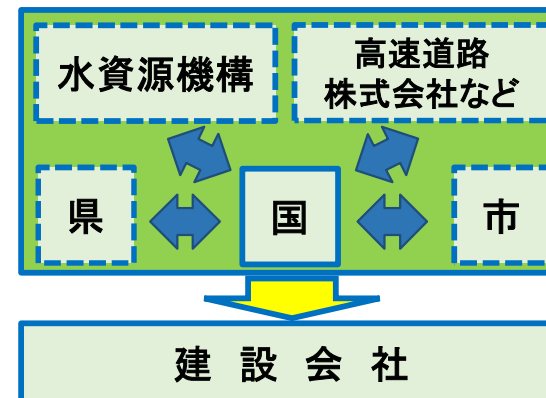 水資源機構
高速道路
株式会社など
県
国
市
建設会社